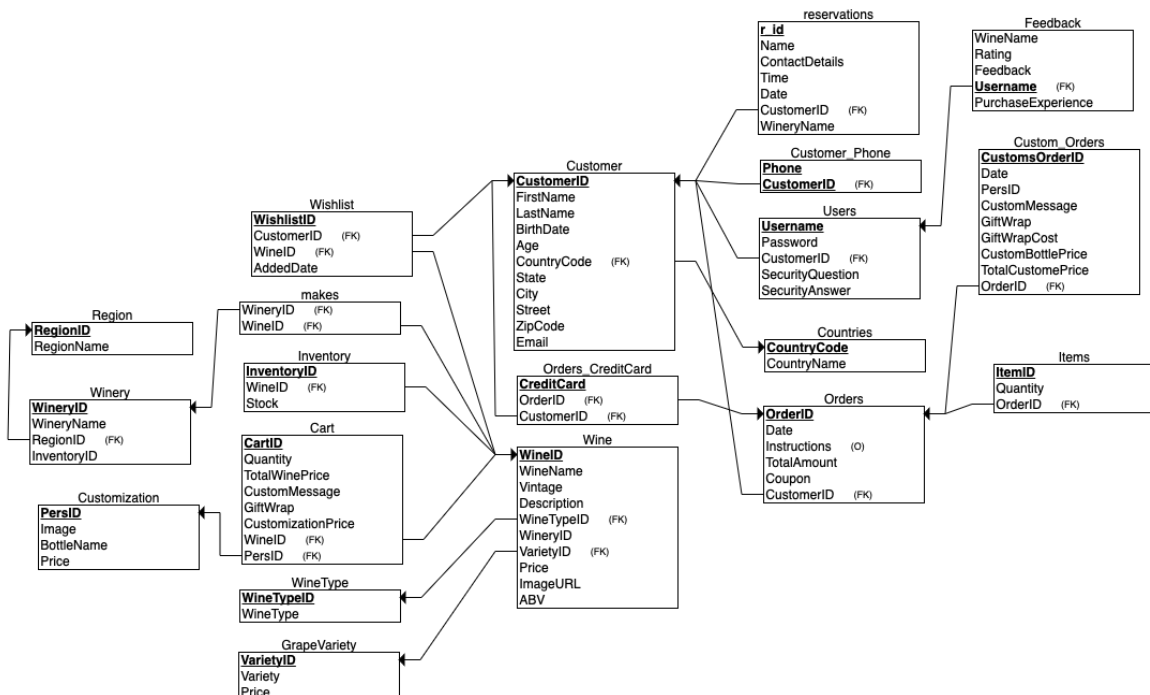 reservations
r_id
Name
ContactDetails
Time
Date
CustomerID (FK)
WineryName
Feedback
WineName
Rating
Feedback
Username (FK)
PurchaseExperience
Customer_Phone
Phone
CustomerID (FK)
Custom_Orders
CustomsOrderID
Date
PersID
CustomMessage
GiftWrap
GiftWrapCost
CustomBottlePrice
TotalCustomePrice
OrderID (FK)
Customer
CustomerID
FirstName
LastName
BirthDate
Age
CountryCode (FK)
State
City
Street
ZipCode
Email
Users
Username
Password
CustomerID (FK)
SecurityQuestion
SecurityAnswer
Wishlist
WishlistID
CustomerID (FK)
WineID (FK)
AddedDate
makes
WineryID (FK)
WineID (FK)
Region
RegionID
RegionName
Countries
CountryCode
CountryName
Inventory
InventoryID
WineID (FK)
Stock
Orders_CreditCard
CreditCard
OrderID (FK)
CustomerID (FK)
Items
ItemID
Quantity
OrderID (FK)
Winery
WineryID
WineryName
RegionID (FK)
InventoryID
Orders
OrderID
Date
Instructions (O)
TotalAmount
Coupon
CustomerID (FK)
Cart
CartID
Quantity
TotalWinePrice
CustomMessage
GiftWrap
CustomizationPrice
WineID (FK)
PersID (FK)
Wine
WineID
WineName
Vintage
Description
WineTypeID (FK)
WineryID
VarietyID (FK)
Price
ImageURL
ABV
Customization
PersID
Image
BottleName
Price
WineType
WineTypeID
WineType
GrapeVariety
VarietyID
Variety
Price